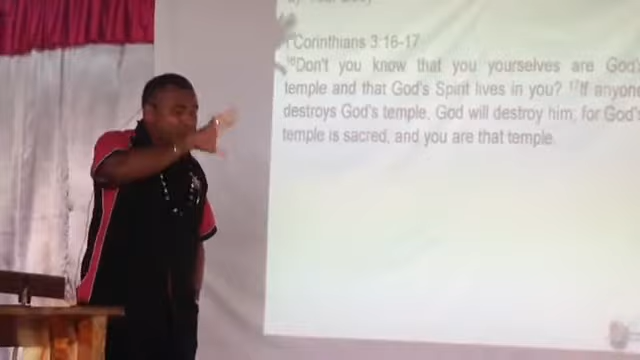 1 Corinthians 3:16-17
16Don't you know that you yourselves are God's
temple and that God's Spirit lives in you? 17If anyone
destroys God's temple, God will destroy him; for God's
temple is sacred, and you are that temple.